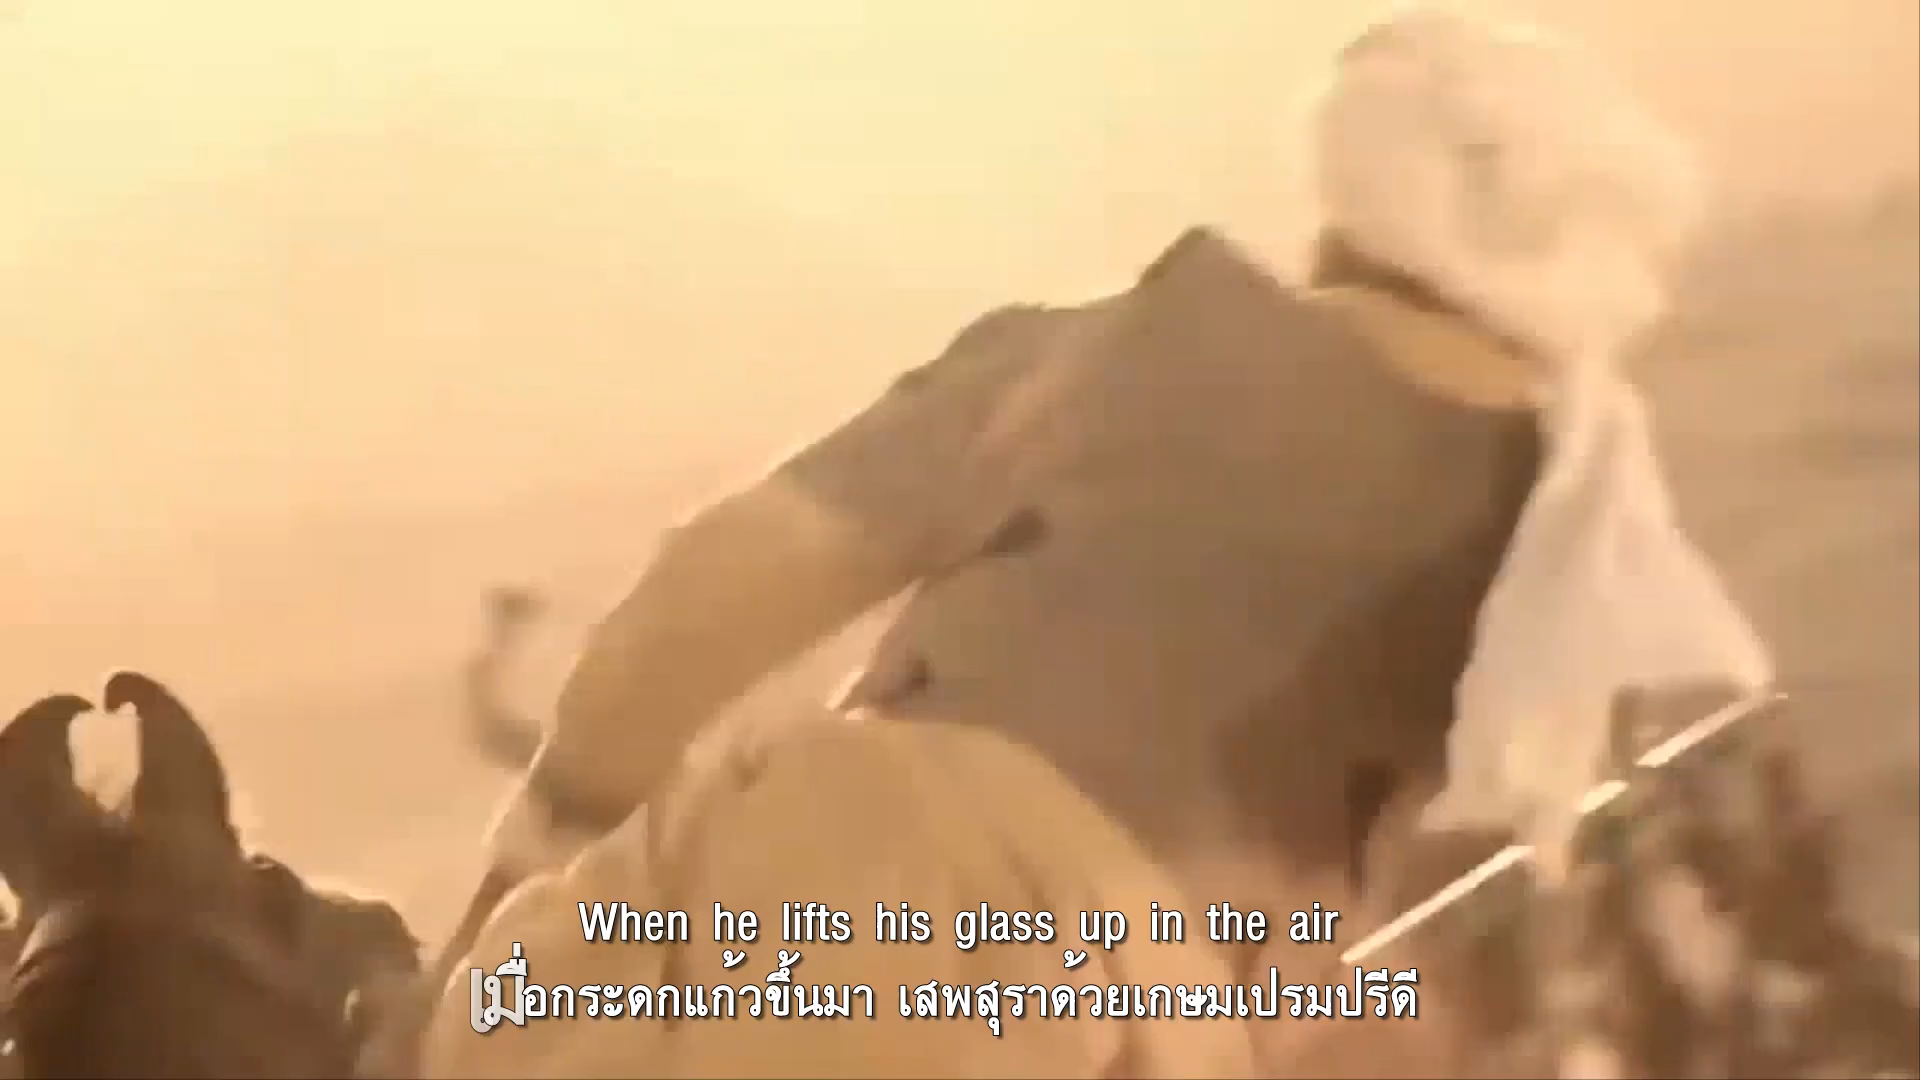 When he lifts his glass up in the air
เมื่อกระดกแก้วขึ้นมา เสพสุราด้วยเกษมเปรมปรีดี